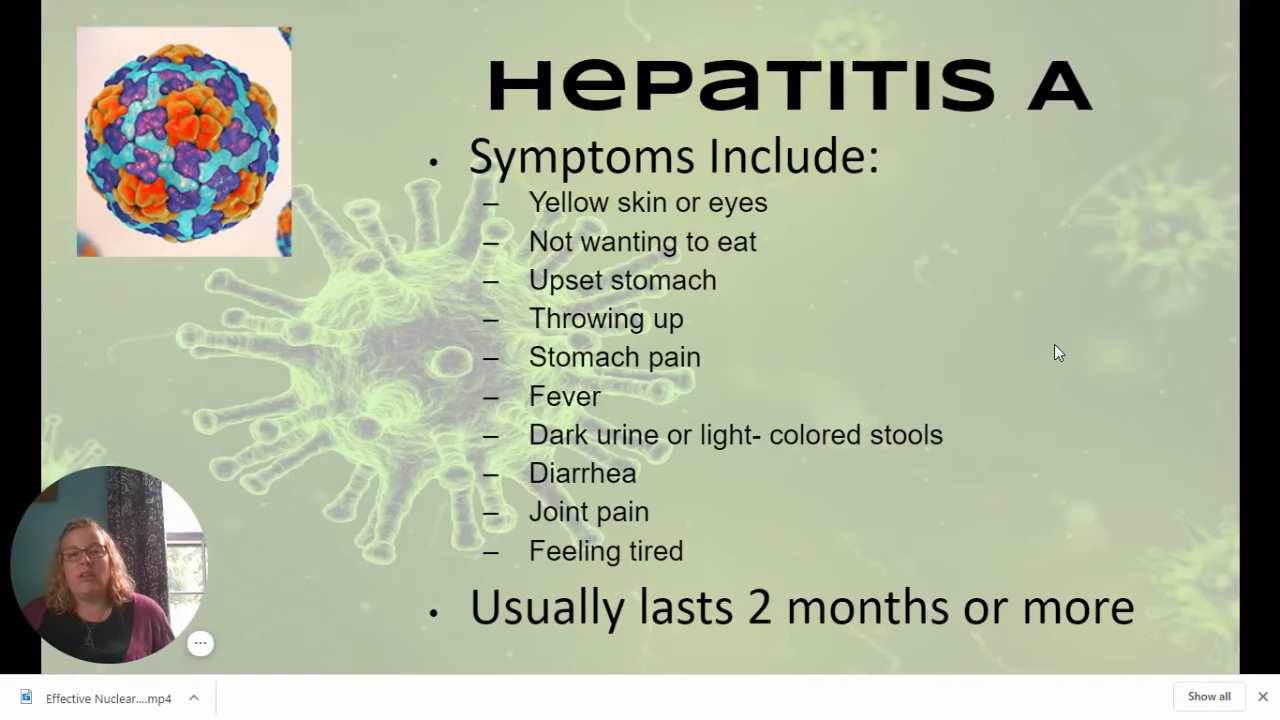 HePaTITIS A
• Symptoms Include:
– Yellow skin or eyes
– Not wanting to eat
– Upset stomach
– Throwing up
– Stomach pain
– Fever
– Dark urine or light- colored stools
– Diarrhea
– Joint pain
– Feeling tired
• Usually lasts 2 months or more
Effective Nuclear....mp4
Show all